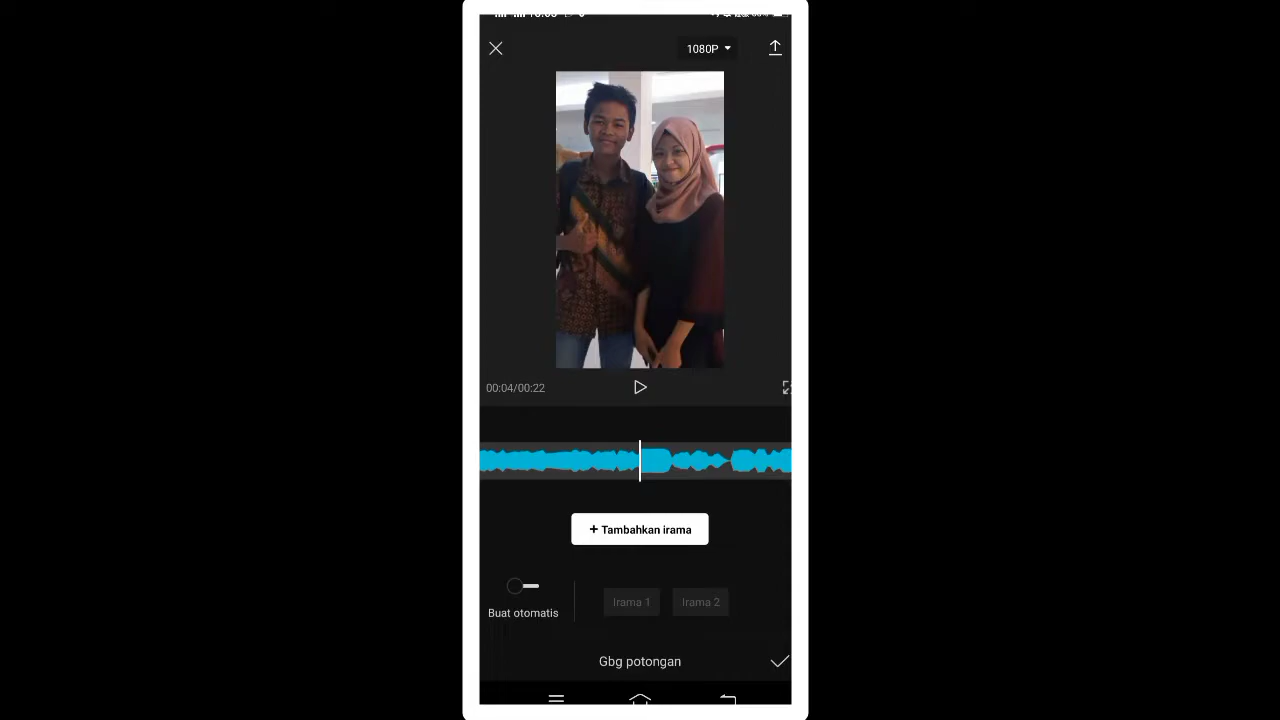 1080P
00:04/00:22
+ Tambahkan irama
Buat otomatis
Irama 1
Irama 2
Gbg potongan